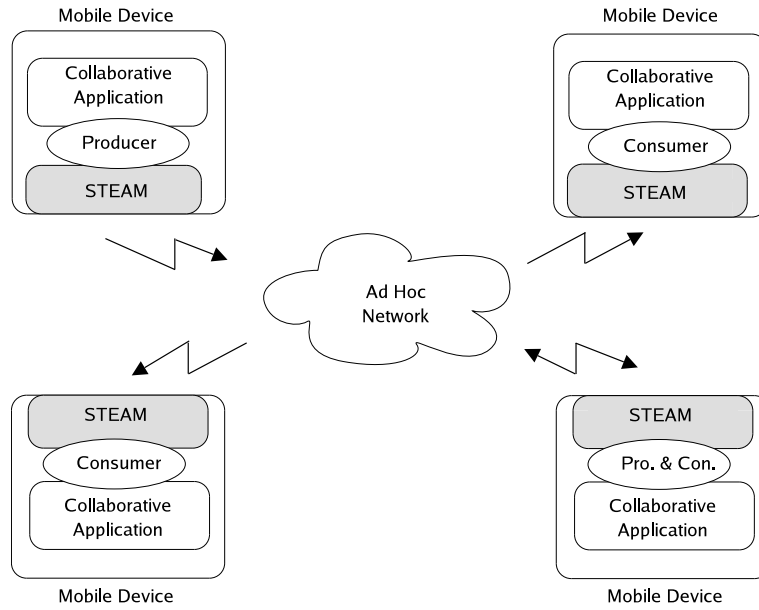 Mobile Device
Collaborative
Application
Producer
STEAM
Mobile Device
Collaborative
Application
Consumer
STEAM
Ad Hoc
Network
STEAM
Consumer
Collaborative
Application
Mobile Device
STEAM
Pro. & Con.
Collaborative
Application
Mobile Device